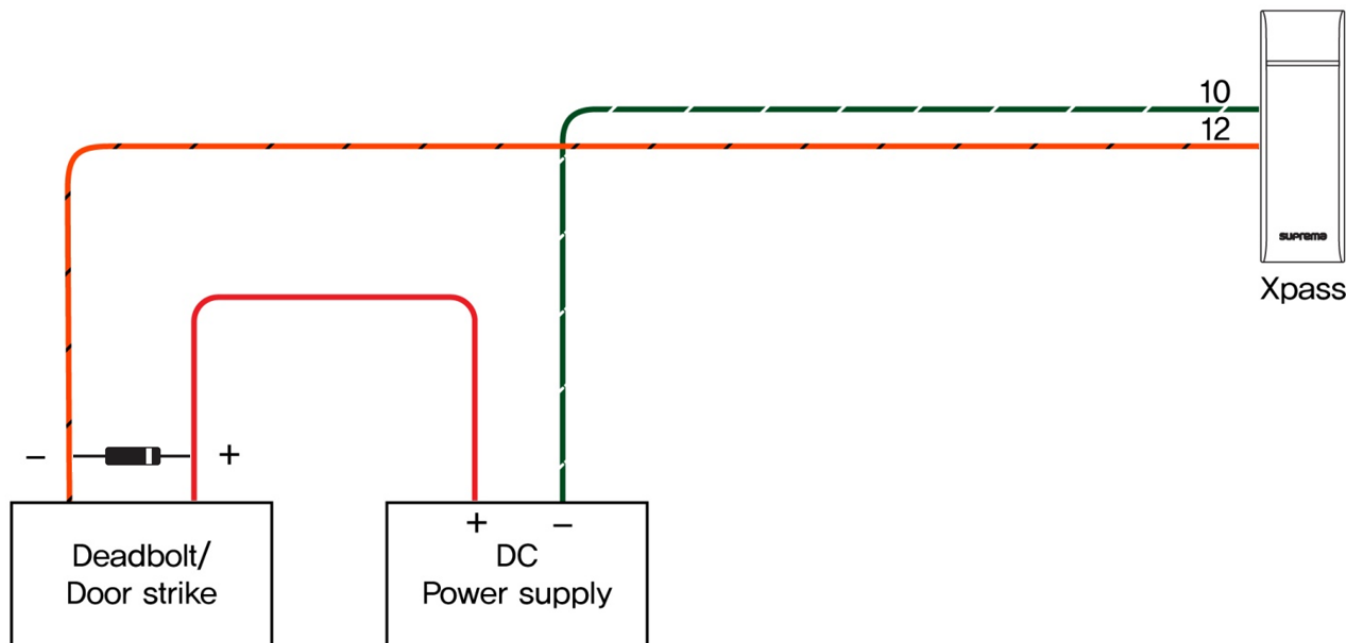 10
12
suprema
Xpass
– +
+ –
Deadbolt/
Door strike
DC
Power supply